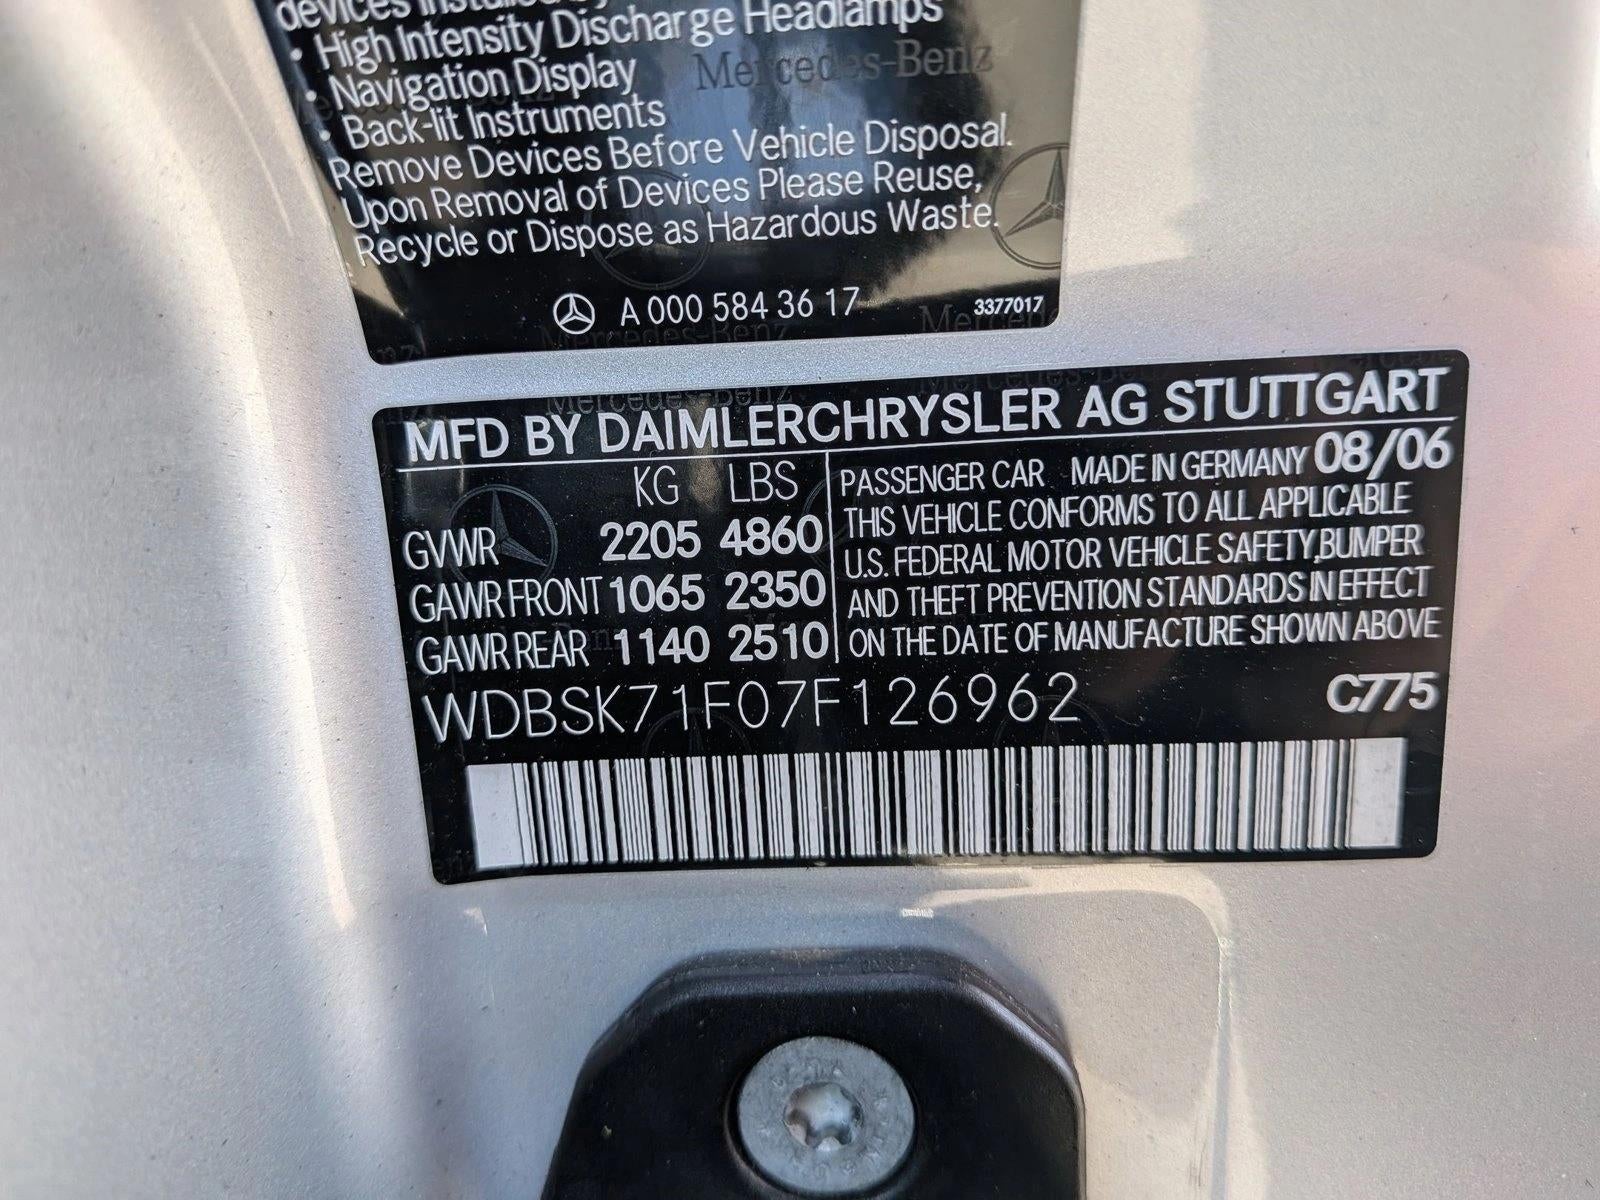 devices installed
• High Intensity Discharge Headlamps
• Navigation Display
• Back-lit Instruments
Remove Devices Before Vehicle Disposal.
Upon Removal of Devices Please Reuse,
Recycle or Dispose as Hazardous Waste.
A 000 584 36 17 3377017
Mercedes-Benz
MFD BY DAIMLERCHRYSLER AG STUTTGART
KG LBS
GVWR 2205 4860
GAWR FRONT 1065 2350
GAWR REAR 1140 2510
PASSENGER CAR MADE IN GERMANY 08/06
THIS VEHICLE CONFORMS TO ALL APPLICABLE
U.S. FEDERAL MOTOR VEHICLE SAFETY,BUMPER
AND THEFT PREVENTION STANDARDS IN EFFECT
ON THE DATE OF MANUFACTURE SHOWN ABOVE
WDBSK71F07F126962 C775